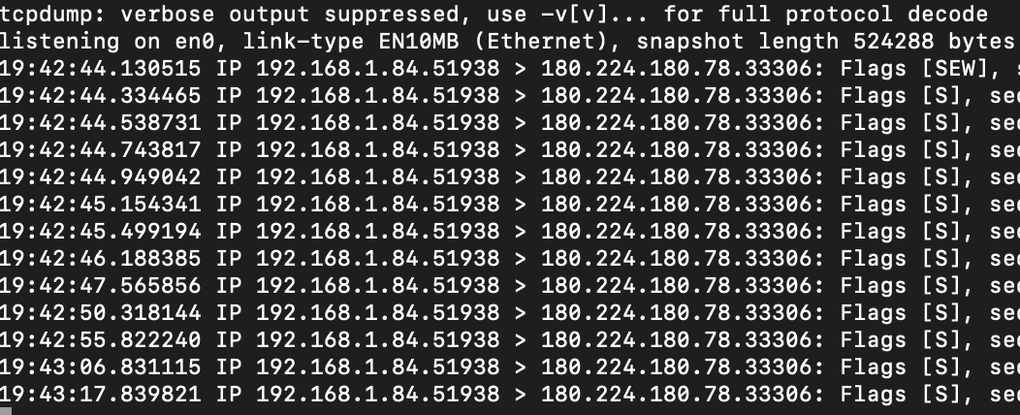 tcpdump: verbose output suppressed, use -v[v]... for full protocol decode
listening on en0, link-type EN10MB (Ethernet), snapshot length 524288 bytes
19:42:44.130515 IP 192.168.1.84.51938 > 180.224.180.78.33306: Flags [SEW],
19:42:44.334465 IP 192.168.1.84.51938 > 180.224.180.78.33306: Flags [S], sec
19:42:44.538731 IP 192.168.1.84.51938 > 180.224.180.78.33306: Flags [S], sec
19:42:44.743817 IP 192.168.1.84.51938 > 180.224.180.78.33306: Flags [S], sec
19:42:44.949042 IP 192.168.1.84.51938 > 180.224.180.78.33306: Flags [S], sec
19:42:45.154341 IP 192.168.1.84.51938 > 180.224.180.78.33306: Flags [S], sec
19:42:45.499194 IP 192.168.1.84.51938 > 180.224.180.78.33306: Flags [S], sec
19:42:46.188385 IP 192.168.1.84.51938 > 180.224.180.78.33306: Flags [S], sec
19:42:47.565856 IP 192.168.1.84.51938 > 180.224.180.78.33306: Flags [S], sec
19:42:50.318144 IP 192.168.1.84.51938 > 180.224.180.78.33306: Flags [S], sec
19:42:55.822240 IP 192.168.1.84.51938 > 180.224.180.78.33306: Flags [S], sec
19:43:06.831115 IP 192.168.1.84.51938 > 180.224.180.78.33306: Flags [S], sec
19:43:17.839821 IP 192.168.1.84.51938 > 180.224.180.78.33306: Flags [S], sec